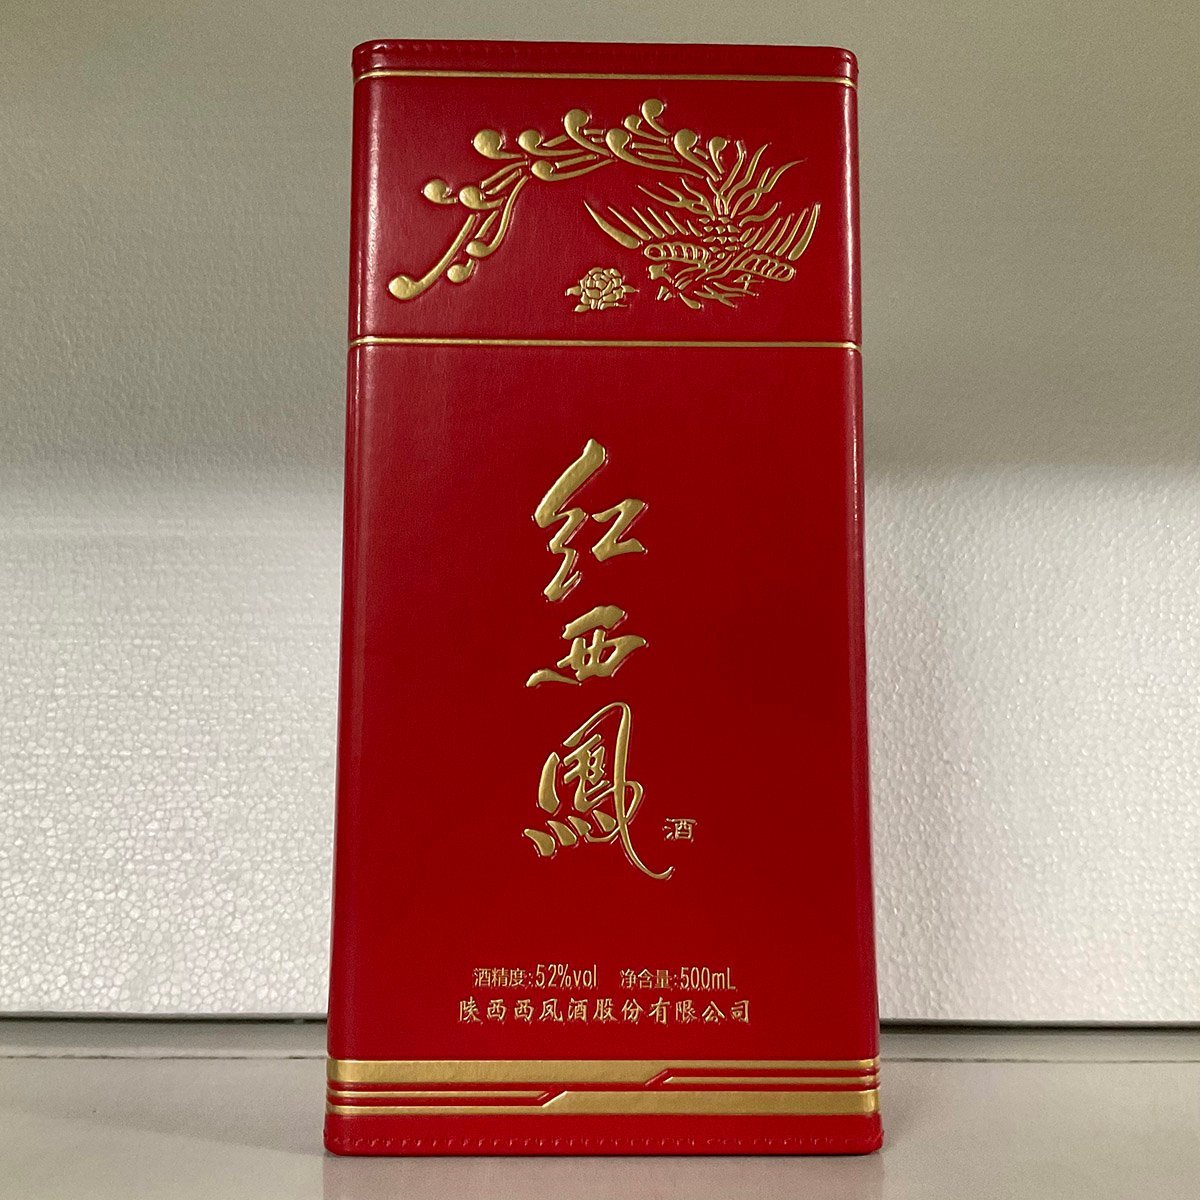 红西鳳
酒
酒精度:52%vol 净含量:500mL
陕西西凤酒股份有限公司